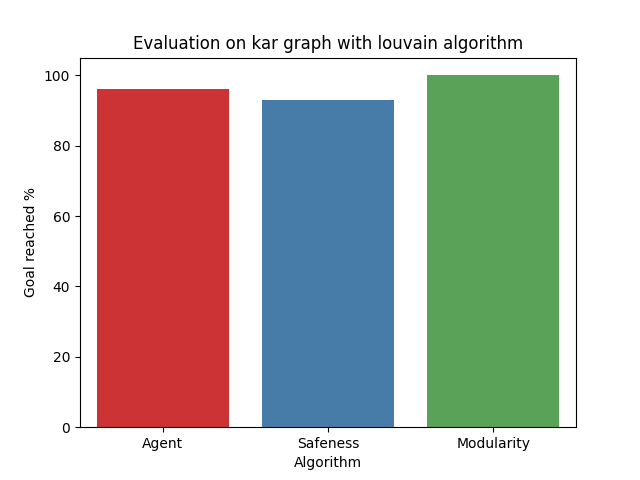 Evaluation on kar graph with louvain algorithm
Goal reached %
100
80
60
40
20
0
Agent
Safeness
Modularity
Algorithm